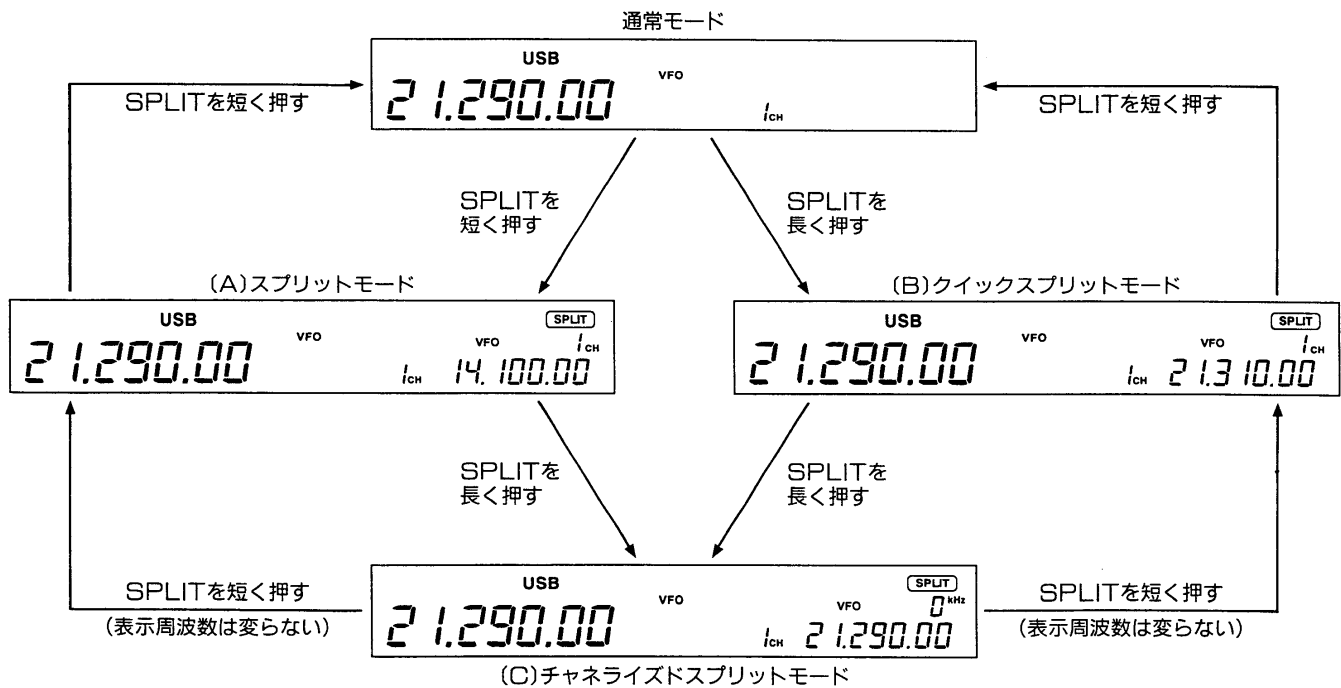 通常モード
USB
VFO
21.290.00
1CH
SPLITを短く押す
SPLITを短く押す
SPLITを
短く押す
SPLITを
長く押す
(A)スプリットモード
USB
SPLIT
VFO
VFO
1CH
21.290.00
1CH
14.100.00
(B)クイックスプリットモード
USB
SPLIT
VFO
VFO
1CH
21.290.00
1CH
21.310.00
SPLITを
長く押す
SPLITを
長く押す
SPLITを短く押す
(表示周波数は変らない)
SPLITを短く押す
(表示周波数は変らない)
USB
SPLIT
VFO
VFO
0kHz
21.290.00
1CH
21.290.00
(C)チャネライズドスプリットモード